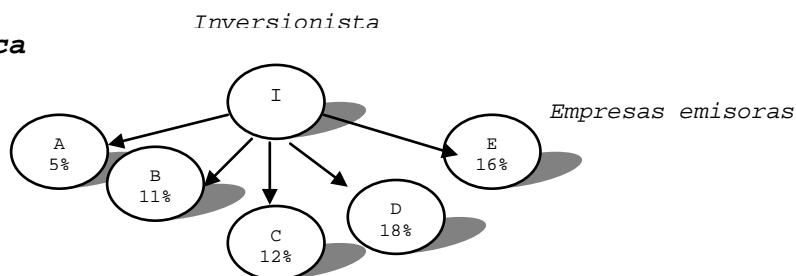 Inversionista
ca
I
Empresas emisoras
A
5%
B
11%
C
12%
D
18%
E
16%